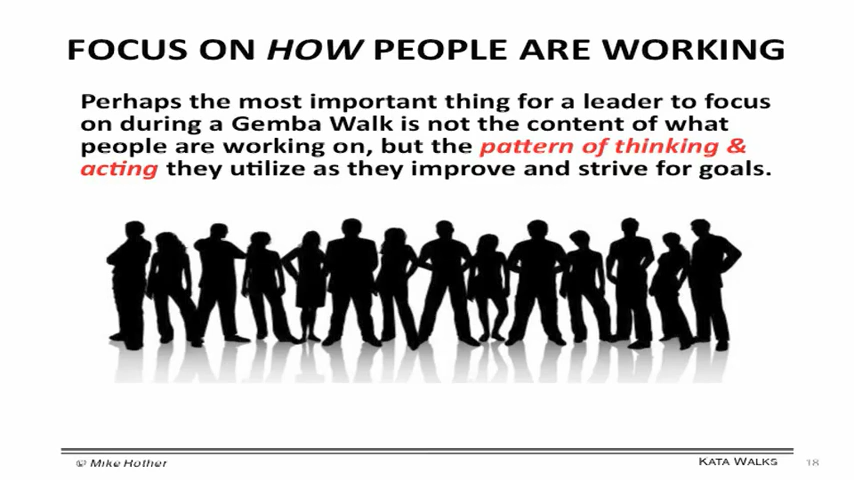 FOCUS ON HOW PEOPLE ARE WORKING
Perhaps the most important thing for a leader to focus
on during a Gemba Walk is not the content of what
people are working on, but the pattern of thinking &
acting they utilize as they improve and strive for goals.
© Mike Rother
KATA WALKS
18